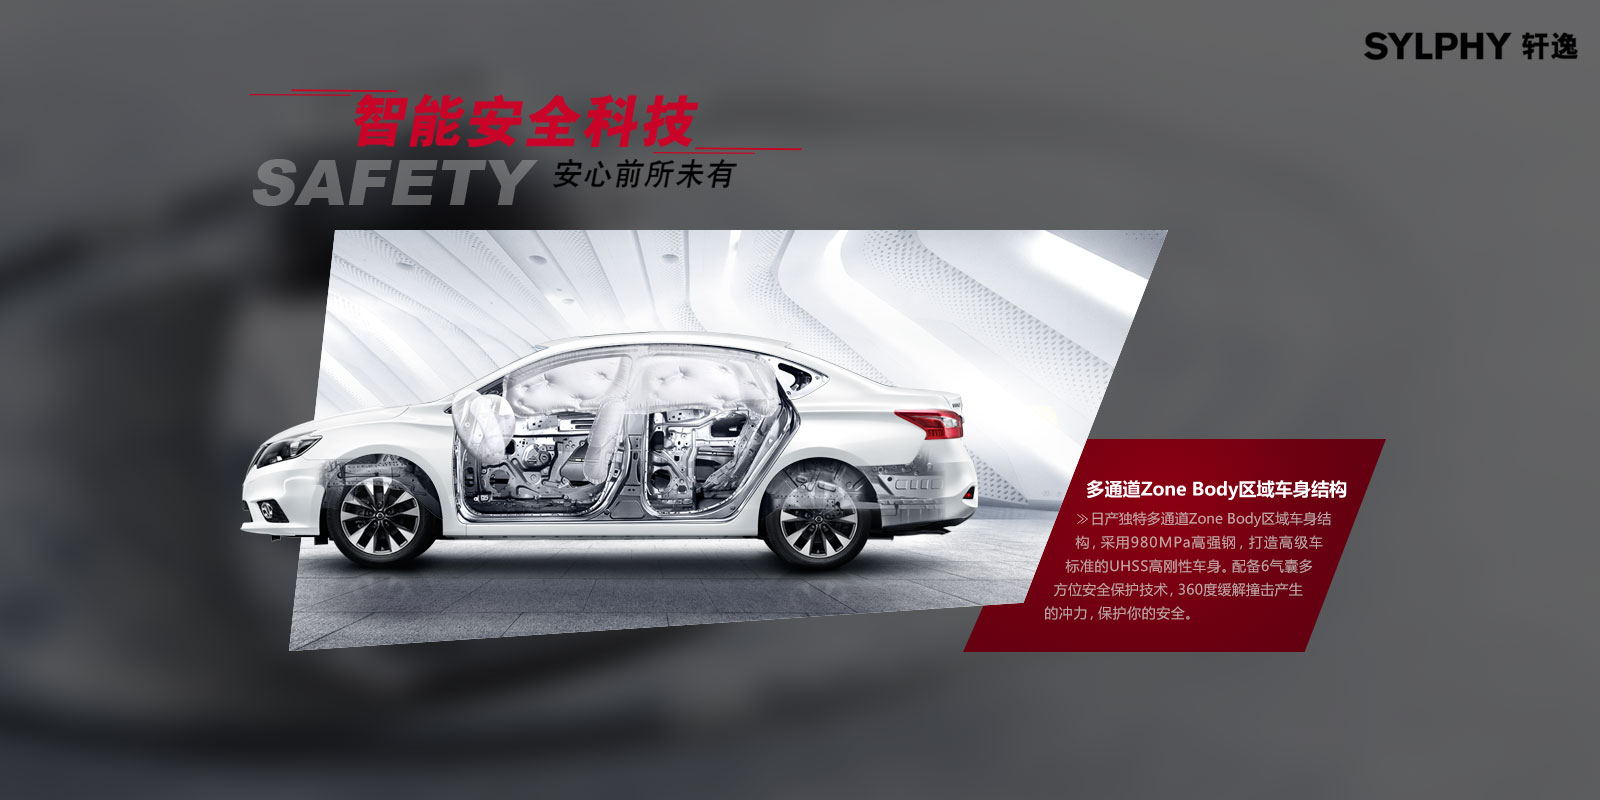 SYLPHY 轩逸
智能安全科技
SAFETY 安心前所未有
多通道Zone Body区域车身结构
≫日产独特多通道Zone Body区域车身结
构，采用980MPa高强钢，打造高级车
标准的UHSS高刚性车身。配备6气囊多
方位安全保护技术，360度缓解撞击产生
的冲力，保护你的安全。